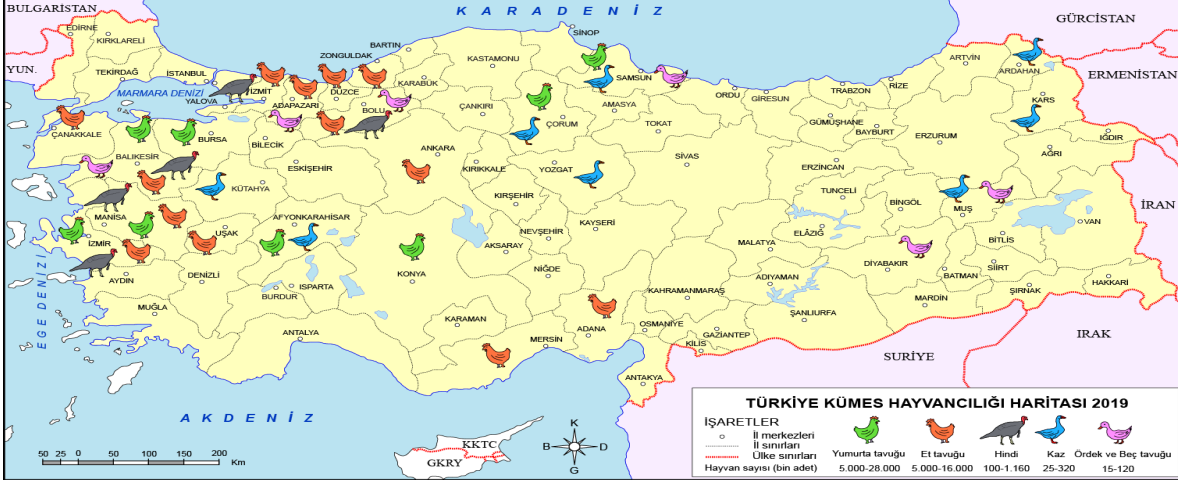 BULGARİSTAN
KARADENİZ
GÜRCİSTAN
EDİRNE
KIRKLARELİ
YUN.
TEKİRDAĞ
İSTANBUL
MARMARA DENİZİ
YALOVA
İZMİT
ADAPAZARI
DÜZCE
ZONGULDAK
BARTIN
KARABÜK
KASTAMONU
SİNOP
SAMSUN
ORDU
GİRESUN
TRABZON
RİZE
ARTVİN
ARDAHAN
ERMENİSTAN
KARS
IĞDIR
ÇANAKKALE
BURSA
BİLECİK
BOLU
ÇANKIRI
ÇORUM
AMASYA
TOKAT
GÜMÜŞHANE
BAYBURT
ERZURUM
AĞRI
BALIKESİR
KÜTAHYA
ESKİŞEHİR
ANKARA
KIRIKKALE
YOZGAT
SİVAS
ERZİNCAN
TUNCELİ
BİNGÖL
MUŞ
VAN
İRAN
MANİSA
İZMİR
UŞAK
AFYONKARAHİSAR
KIRŞEHİR
NEVŞEHİR
KAYSERİ
AKSARAY
MALATYA
ELÂZIĞ
BİTLİS
DİYABAKIR
BATMAN
SİİRT
ŞIRNAK
HAKKARİ
EGE DENİZİ
AYDIN
DENİZLİ
BURDUR
ISPARTA
KONYA
NİĞDE
KAHRAMANMARAŞ
ADIYAMAN
ŞANLIURFA
MARDİN
MUĞLA
ANTALYA
KARAMAN
MERSİN
ADANA
OSMANİYE
GAZİANTEP
KİLİS
ANTAKYA
SURİYE
IRAK
AKDENİZ
KKTC
GKRY
K
B
D
G
50 25 0 50 100 150 200
Km
TÜRKİYE KÜMES HAYVANCILIĞI HARİTASI 2019
İŞARETLER
İl merkezleri
İl sınırları
Ülke sınırları
Yumurta tavuğu Et tavuğu Hindi Kaz Ördek ve Beç tavuğu
Hayvan sayısı (bin adet) 5.000-28.000 5.000-16.000 100-1.160 25-320 15-120